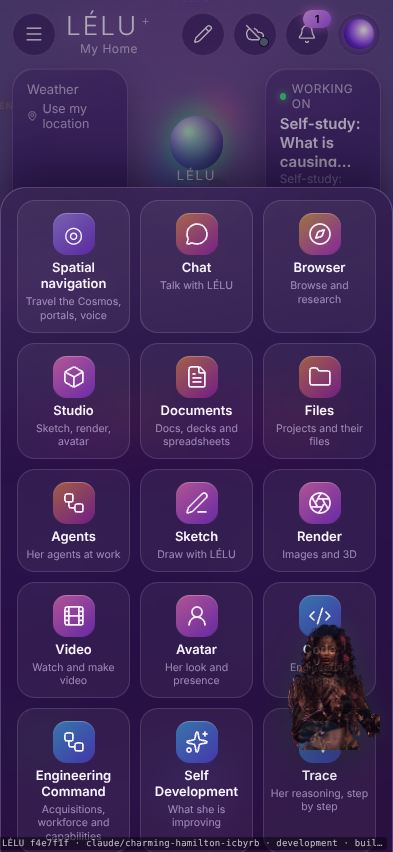 LÉLU +
My Home
1
Weather
Use my
location
WORKING
ON
Self-study:
What is
causing...
Self-study:
LÉLU
Spatial
navigation
Travel the Cosmos,
portals, voice
Chat
Talk with LÉLU
Browser
Browse and
research
Studio
Sketch, render,
avatar
Documents
Docs, decks and
spreadsheets
Files
Projects and their
files
Agents
Her agents at work
Sketch
Draw with LÉLU
Render
Images and 3D
Video
Watch and make
video
Avatar
Her look and
presence
Engineering
Command
Acquisitions,
workforce and
capabilities
Self
Development
What she is
improving
Trace
Her reasoning, step
by step
LÉLU f4e7f1f · claude/charming-hamilton-icbyrb · development · buil…